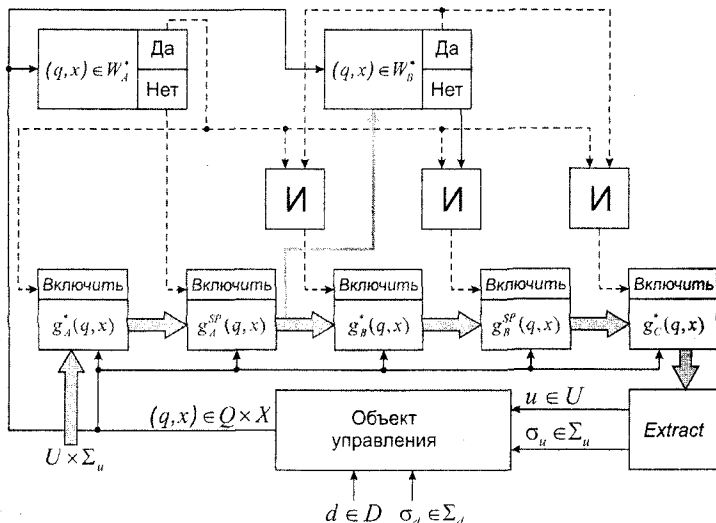 (q,x) ∈ W*_A
Да
Нет
(q,x) ∈ W*_B
Да
Нет
И
И
И
Включить
g*_A(q,x)
Включить
g^SP_A(q,x)
Включить
g*_B(q,x)
Включить
g^SP_B(q,x)
Включить
g*_C(q,x)
(q,x) ∈ Q × X
Объект
управления
u ∈ U
σ_u ∈ Σ_u
Extract
U × Σ_u
d ∈ D
σ_d ∈ Σ_d